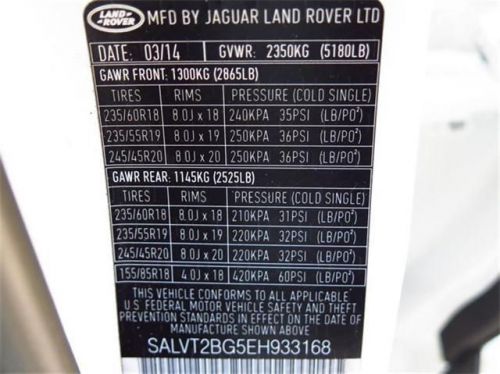 LAND
ROVER
MFD BY JAGUAR LAND ROVER LTD
DATE: 03/14 GVWR: 2350KG (5180LB)
GAWR FRONT: 1300KG (2865LB)
TIRES RIMS PRESSURE (COLD SINGLE)
235/60R18 8.0J x 18 240KPA 35PSI (LB/PO²)
235/55R19 8.0J x 19 250KPA 36PSI (LB/PO²)
245/45R20 8.0J x 20 250KPA 36PSI (LB/PO²)
GAWR REAR: 1145KG (2525LB)
TIRES RIMS PRESSURE (COLD SINGLE)
235/60R18 8.0J x 18 210KPA 31PSI (LB/PO²)
235/55R19 8.0J x 19 220KPA 32PSI (LB/PO²)
245/45R20 8.0J x 20 220KPA 32PSI (LB/PO²)
155/85R18 4.0J x 18 420KPA 60PSI (LB/PO²)
THIS VEHICLE CONFORMS TO ALL APPLICABLE
U.S. FEDERAL MOTOR VEHICLE SAFETY AND THEFT
PREVENTION STANDARDS IN EFFECT ON THE DATE OF
MANUFACTURE SHOWN ABOVE.
SALVT2BG5EH933168